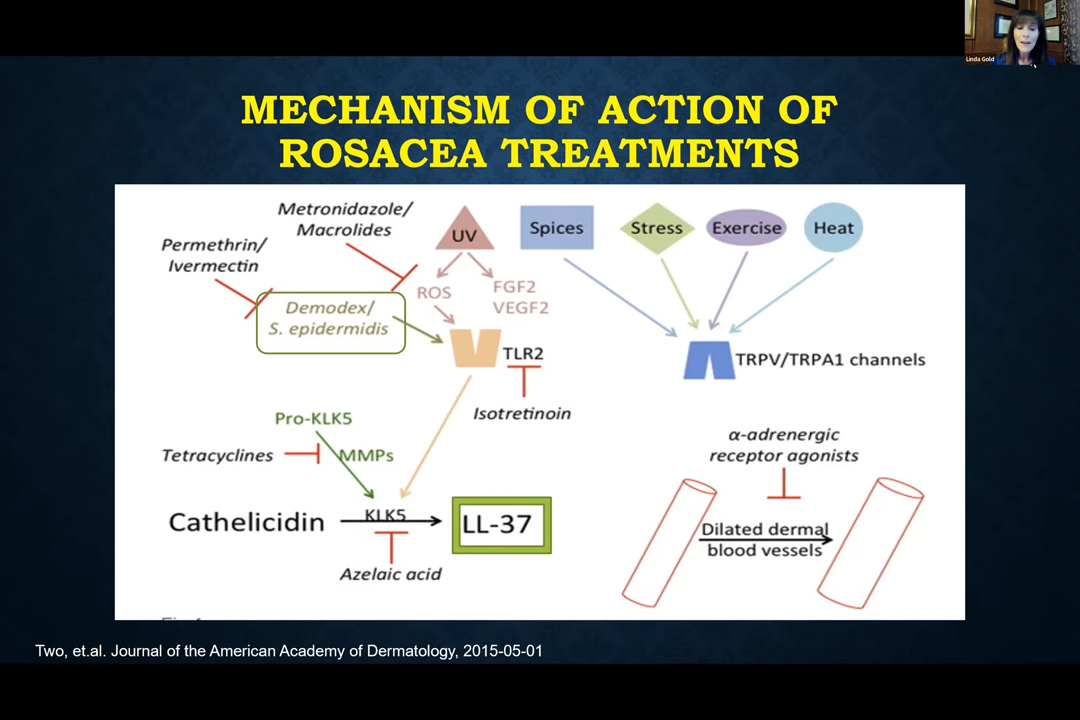 Linda Gold
MECHANISM OF ACTION OF
ROSACEA TREATMENTS
Metronidazole/
Macrolides
Permethrin/
Ivermectin
UV
Spices
Stress
Exercise
Heat
ROS
FGF2
VEGF2
Demodex/
S. epidermidis
TLR2
TRPV/TRPA1 channels
Isotretinoin
Pro-KLK5
Tetracyclines
MMPs
α-adrenergic
receptor agonists
Cathelicidin
KLK5
LL-37
Dilated dermal
blood vessels
Azelaic acid
Two, et.al. Journal of the American Academy of Dermatology, 2015-05-01